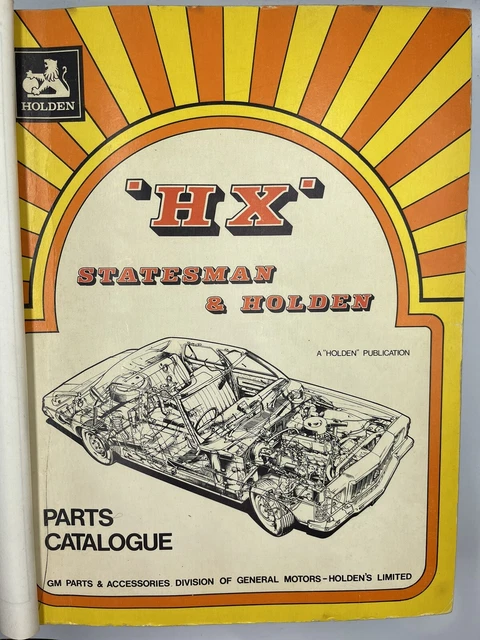 HOLDEN
'HX'
STATESMAN
& HOLDEN
A "HOLDEN" PUBLICATION
PARTS
CATALOGUE
GM PARTS & ACCESSORIES DIVISION OF GENERAL MOTORS-HOLDEN'S LIMITED